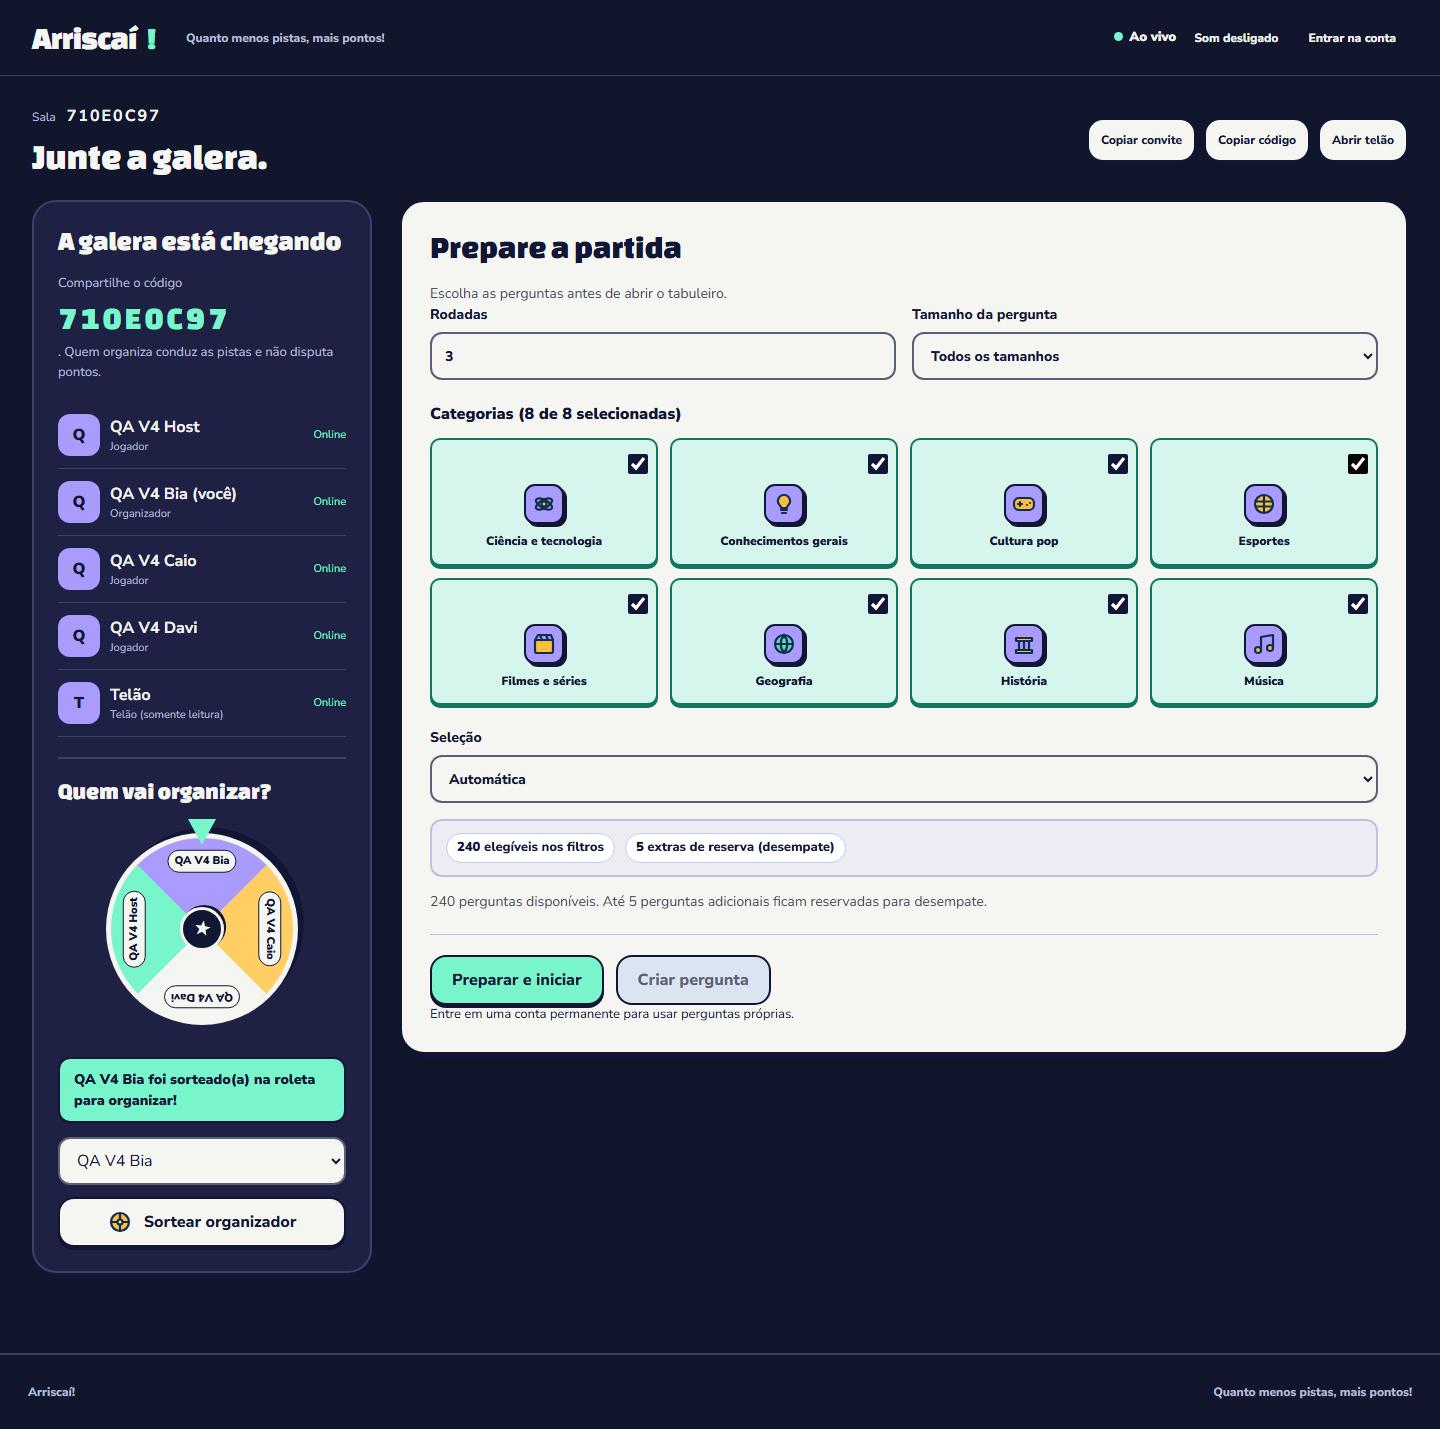 Arriscaí !
Quanto menos pistas, mais pontos!
Ao vivo
Som desligado
Entrar na conta
Sala 710E0C97
Junte a galera.
Copiar convite
Copiar código
Abrir telão
A galera está chegando
Compartilhe o código
710E0C97
. Quem organiza conduz as pistas e não disputa
pontos.
Q
QA V4 Host
Jogador
Online
Q
QA V4 Bia (você)
Organizador
Online
Q
QA V4 Caio
Jogador
Online
Q
QA V4 Davi
Jogador
Online
T
Telão
Telão (somente leitura)
Online
Quem vai organizar?
QA V4 Bia
QA V4 Host
QA V4 Caio
QA V4 Davi
QA V4 Bia foi sorteado(a) na roleta
para organizar!
QA V4 Bia
Sortear organizador
Prepare a partida
Escolha as perguntas antes de abrir o tabuleiro.
Rodadas
Tamanho da pergunta
3
Todos os tamanhos
Categorias (8 de 8 selecionadas)
Ciência e tecnologia
Conhecimentos gerais
Cultura pop
Esportes
Filmes e séries
Geografia
História
Música
Seleção
Automática
240 elegíveis nos filtros
5 extras de reserva (desempate)
240 perguntas disponíveis. Até 5 perguntas adicionais ficam reservadas para desempate.
Preparar e iniciar
Criar pergunta
Entre em uma conta permanente para usar perguntas próprias.
Arriscaí!
Quanto menos pistas, mais pontos!